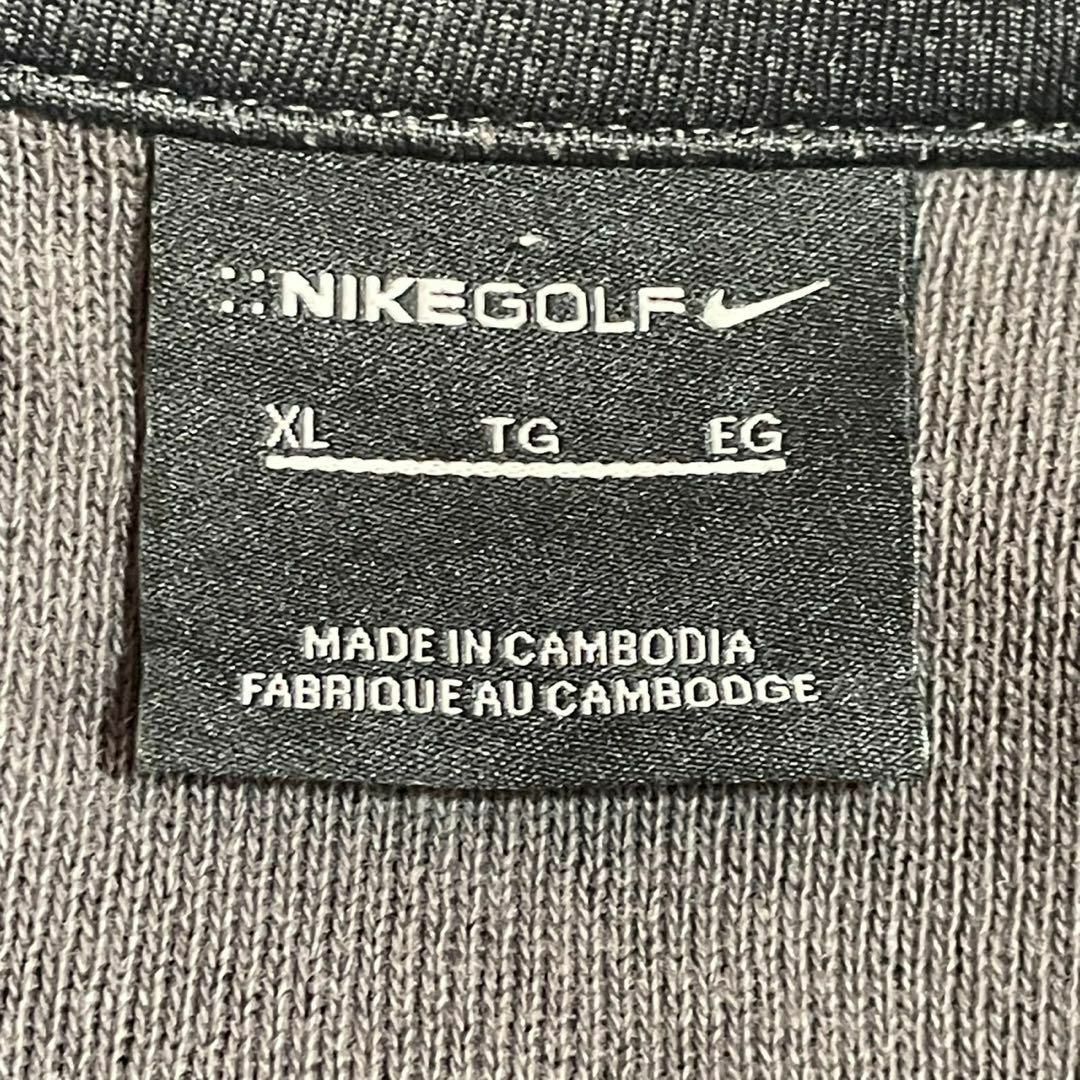 NIKEGOLF
XL TG EG
MADE IN CAMBODIA
FABRIQUE AU CAMBODGE